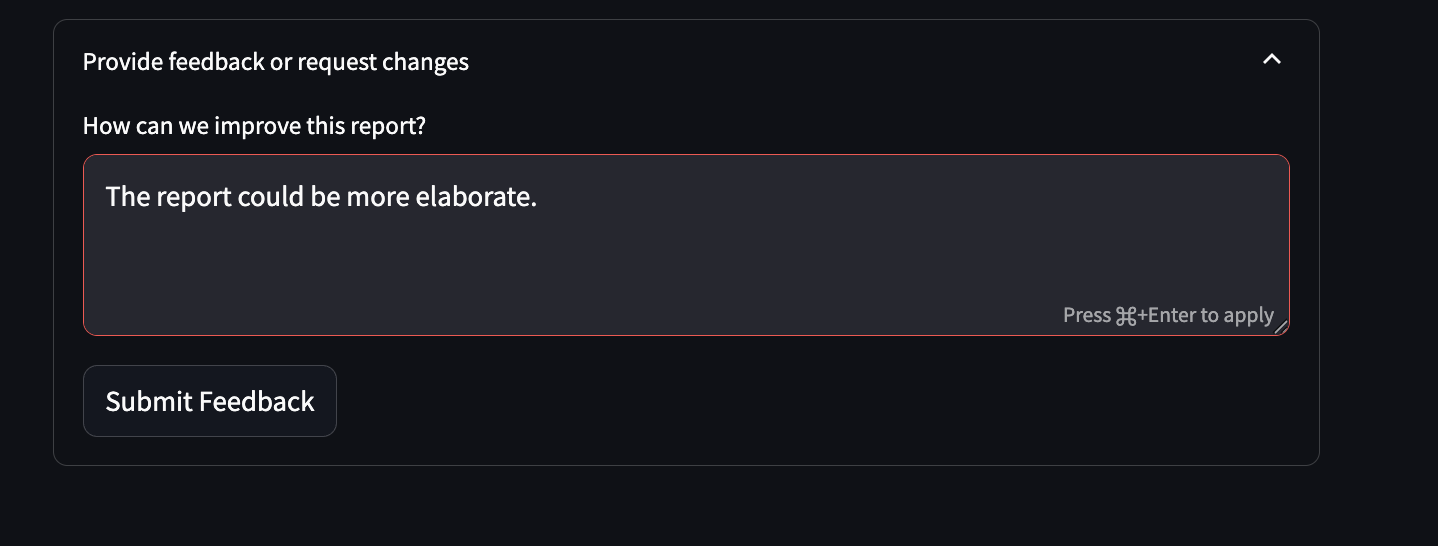 Provide feedback or request changes
How can we improve this report?
The report could be more elaborate.
Press ⌘+Enter to apply
Submit Feedback